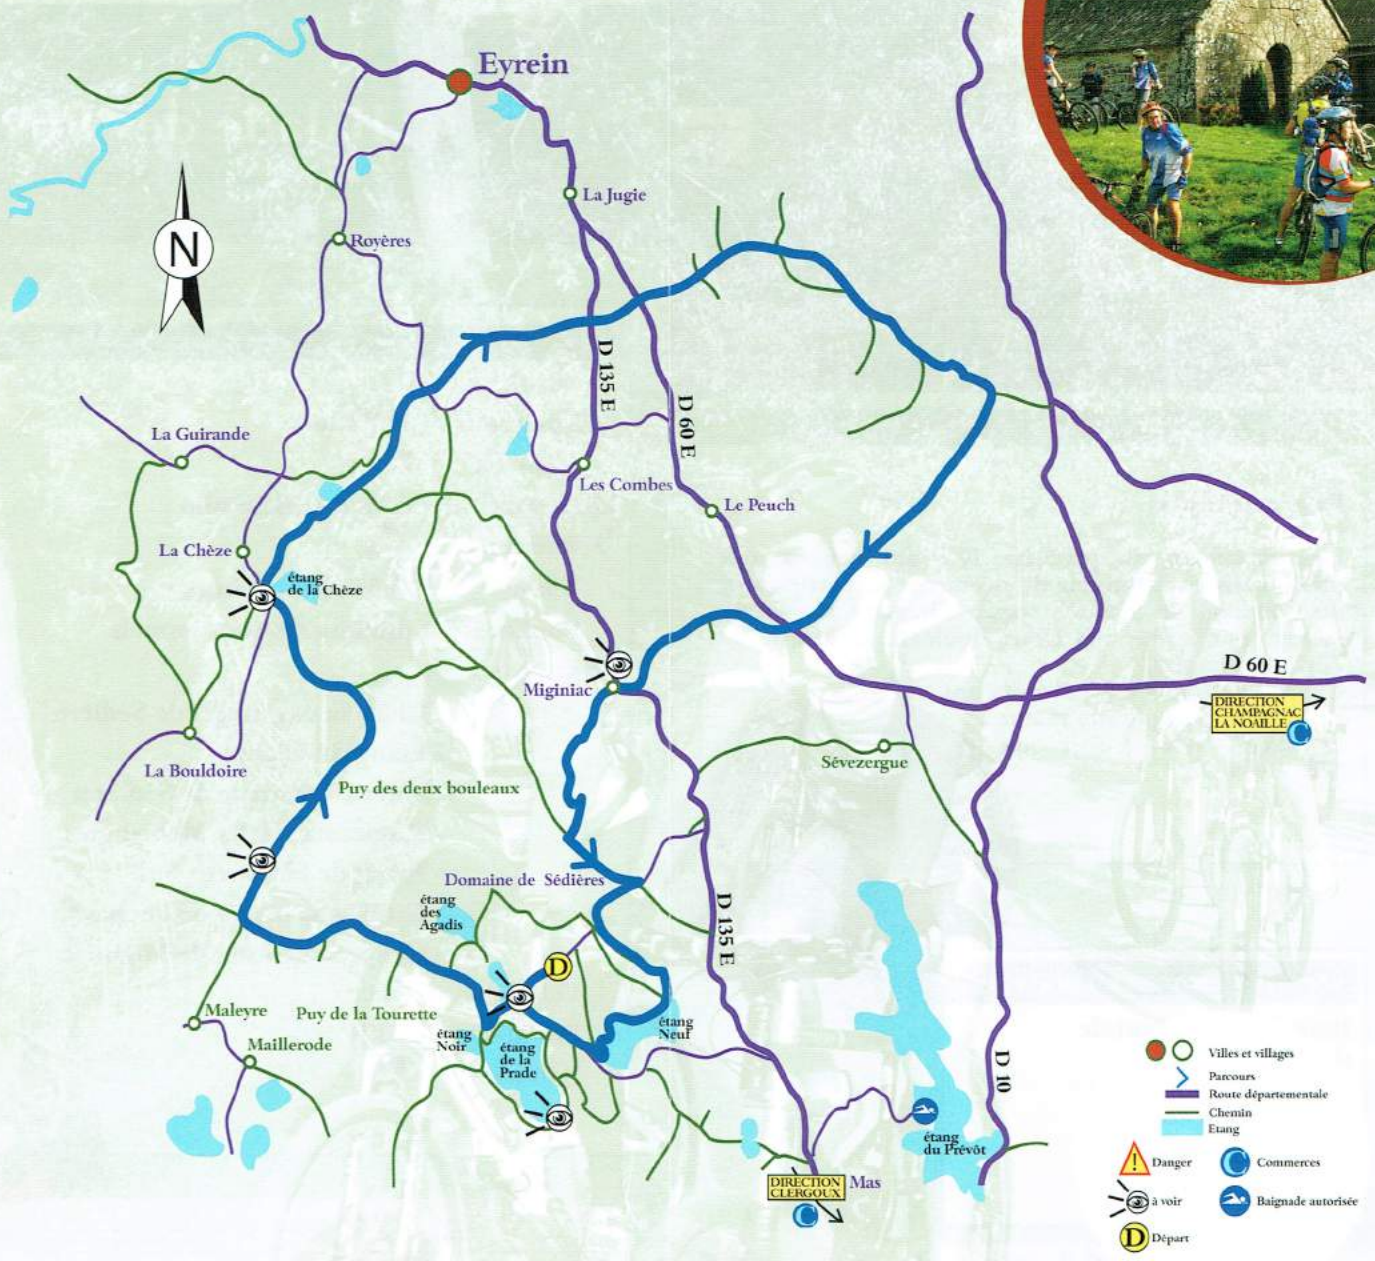 Eyrein
La Jugie
Royères
N
D 135 E
D 60 E
La Guirande
Les Combes
Le Peuch
La Chèze
étang
de la Chèze
D 60 E
DIRECTION
CHAMPAGNAC
LA NOAILLE
C
Miginiac
Sévezergue
La Bouldoire
Puy des deux bouleaux
Domaine de Sédières
étang
des
Agadis
D 135 E
D
Maleyre
Puy de la Tourette
étang
Noir
étang
de la
Prade
étang
Neuf
Maillerode
D 10
étang
du Prévôt
DIRECTION
CLERGOUX
C
Mas
Villes et villages
Parcours
Route départementale
Chemin
Etang
! Danger
C Commerces
à voir
Baignade autorisée
D Départ